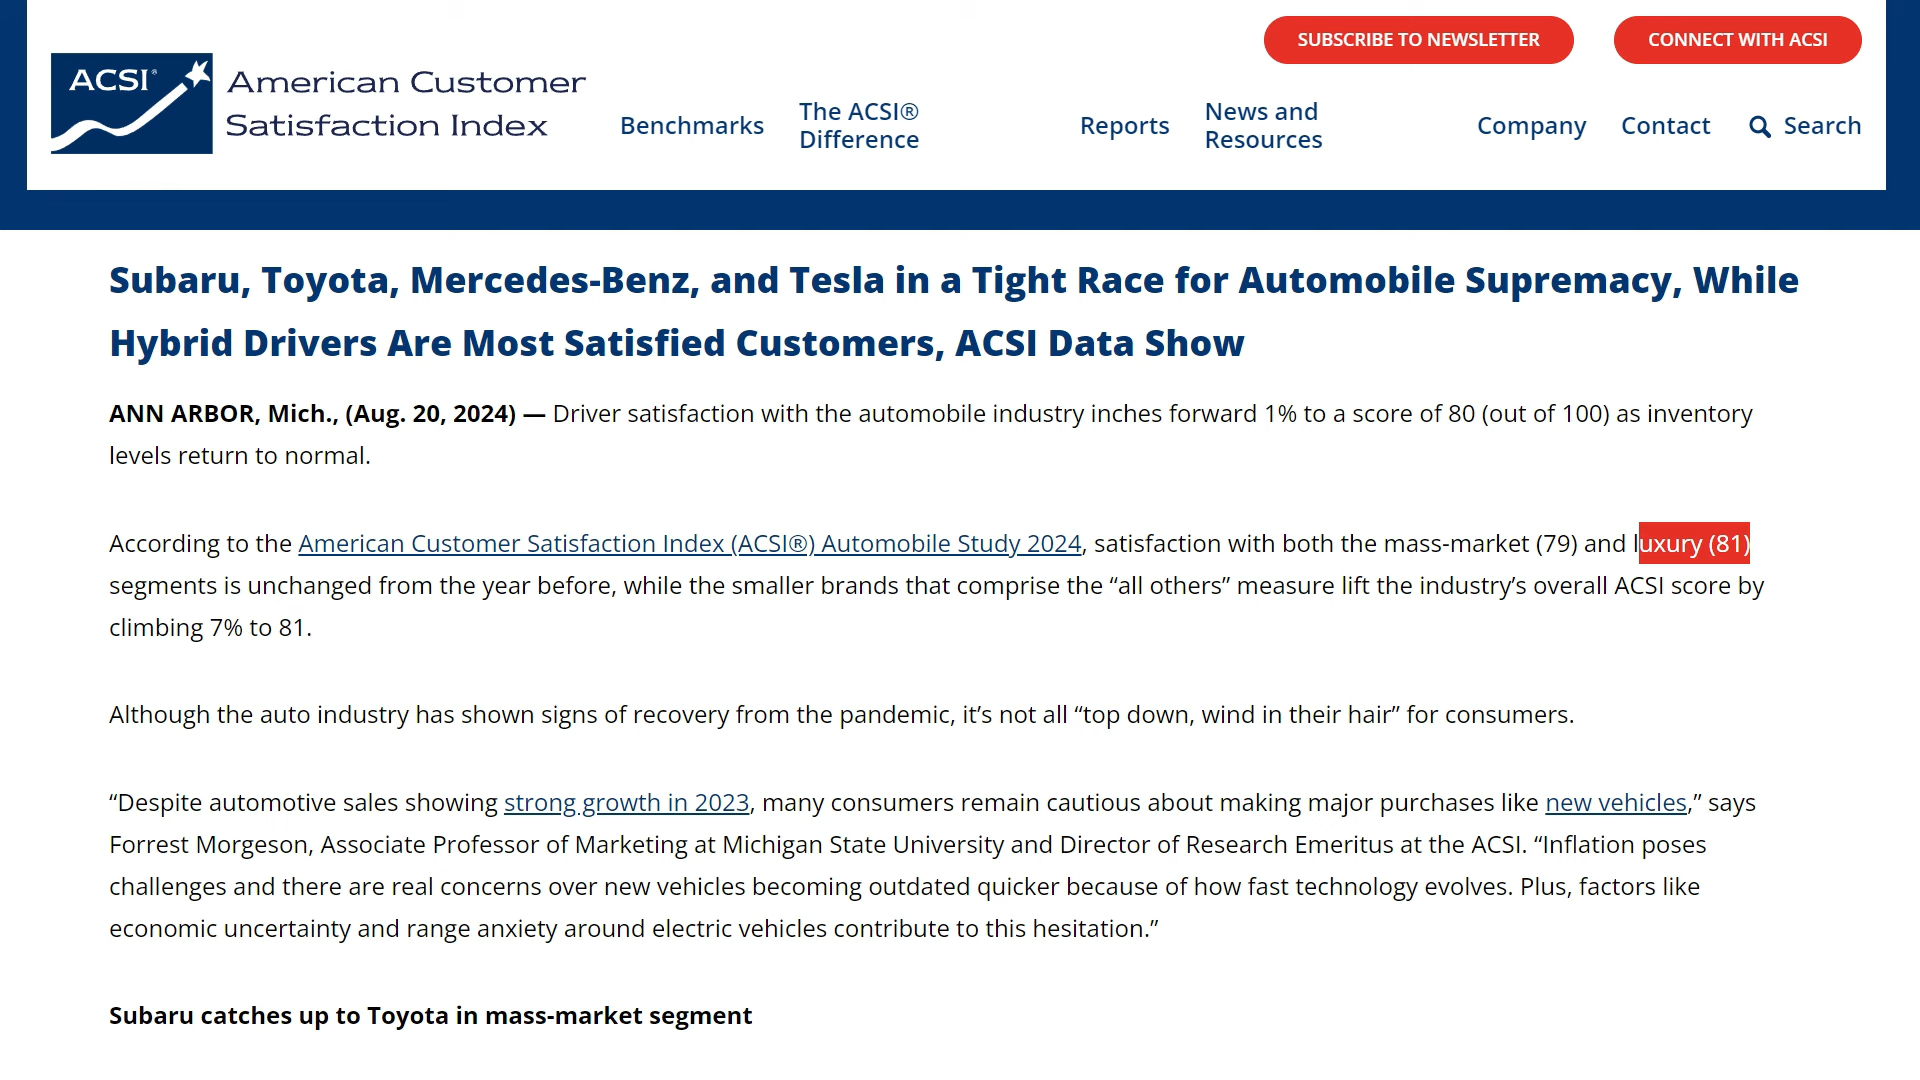 SUBSCRIBE TO NEWSLETTER
CONNECT WITH ACSI
ACSI®
American Customer
Satisfaction Index
Benchmarks
The ACSI®
Difference
Reports
News and
Resources
Company
Contact
Search
Subaru, Toyota, Mercedes-Benz, and Tesla in a Tight Race for Automobile Supremacy, While
Hybrid Drivers Are Most Satisfied Customers, ACSI Data Show
ANN ARBOR, Mich., (Aug. 20, 2024) — Driver satisfaction with the automobile industry inches forward 1% to a score of 80 (out of 100) as inventory
levels return to normal.
According to the American Customer Satisfaction Index (ACSI®) Automobile Study 2024, satisfaction with both the mass-market (79) and luxury (81)
segments is unchanged from the year before, while the smaller brands that comprise the “all others” measure lift the industry’s overall ACSI score by
climbing 7% to 81.
Although the auto industry has shown signs of recovery from the pandemic, it’s not all “top down, wind in their hair” for consumers.
“Despite automotive sales showing strong growth in 2023, many consumers remain cautious about making major purchases like new vehicles,” says
Forrest Morgeson, Associate Professor of Marketing at Michigan State University and Director of Research Emeritus at the ACSI. “Inflation poses
challenges and there are real concerns over new vehicles becoming outdated quicker because of how fast technology evolves. Plus, factors like
economic uncertainty and range anxiety around electric vehicles contribute to this hesitation.”
Subaru catches up to Toyota in mass-market segment